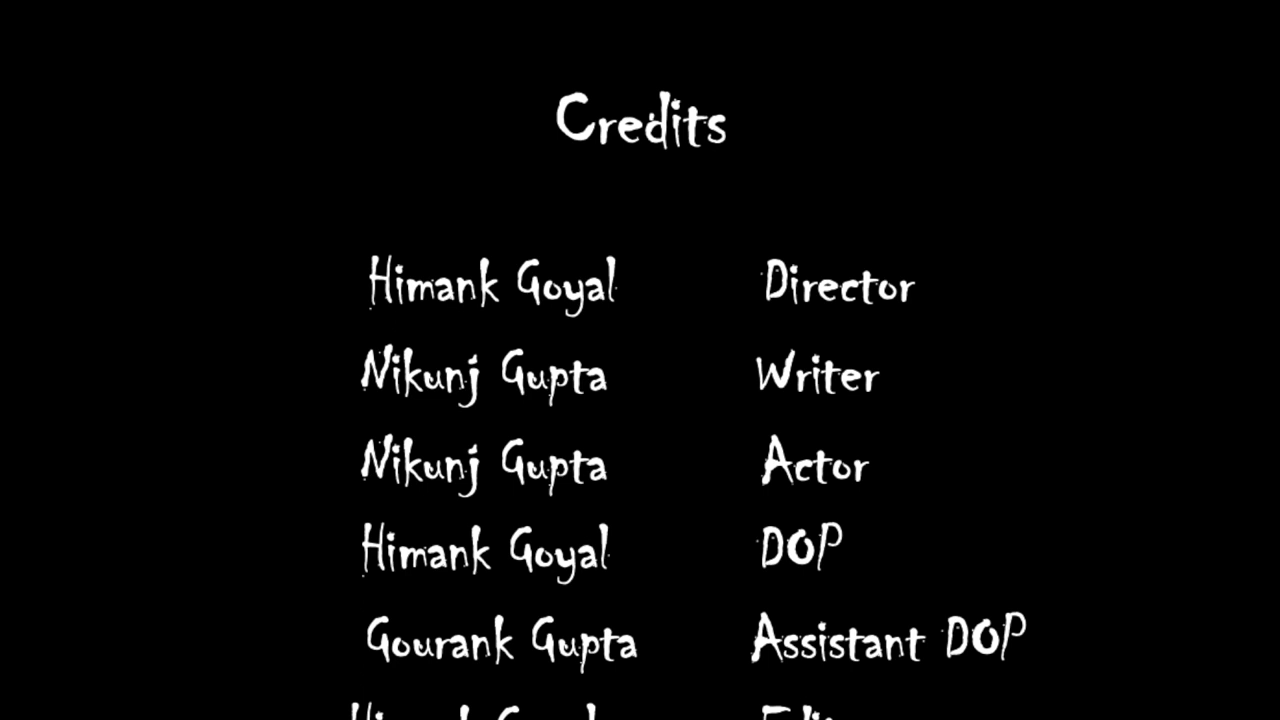 Credits
Himank Goyal Director
Nikunj Gupta Writer
Nikunj Gupta Actor
Himank Goyal DOP
Gourank Gupta Assistant DOP